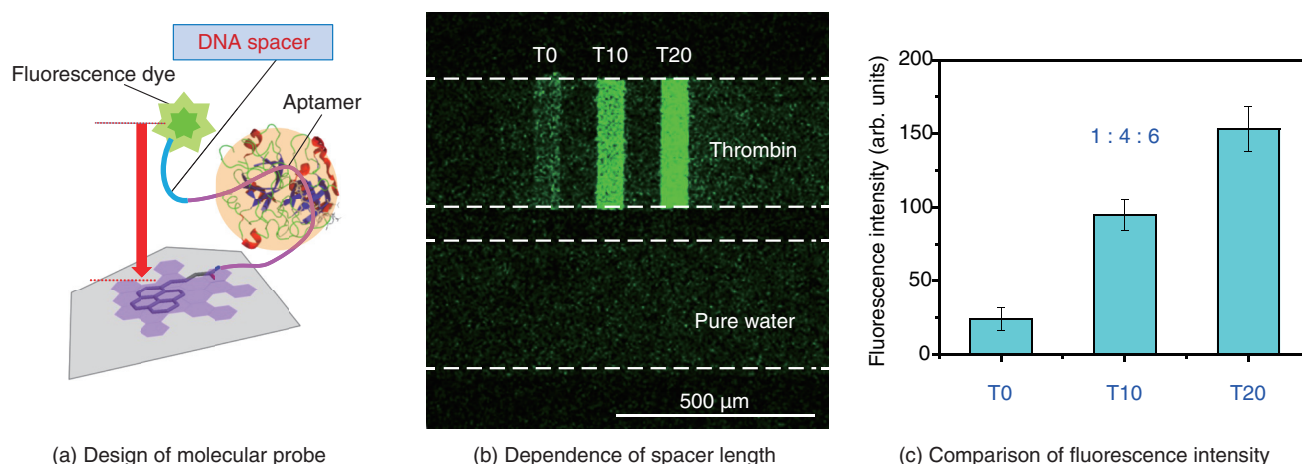 DNA spacer
Fluorescence dye
Aptamer
(a) Design of molecular probe
T0 T10 T20
Thrombin
Pure water
500 µm
(b) Dependence of spacer length
Fluorescence intensity (arb. units)
200
150
100
50
0
1 : 4 : 6
T0 T10 T20
(c) Comparison of fluorescence intensity